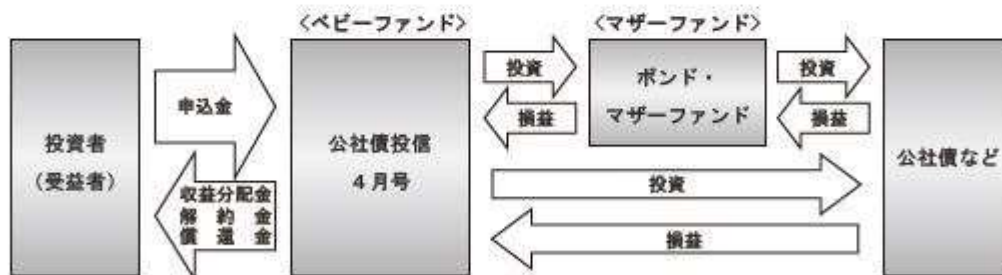 〈ベビーファンド〉
〈マザーファンド〉
投資者
(受益者)
申込金
収益分配金
解約金
償還金
公社債投信
4月号
投資
損益
ボンド・
マザーファンド
投資
損益
投資
損益
公社債など